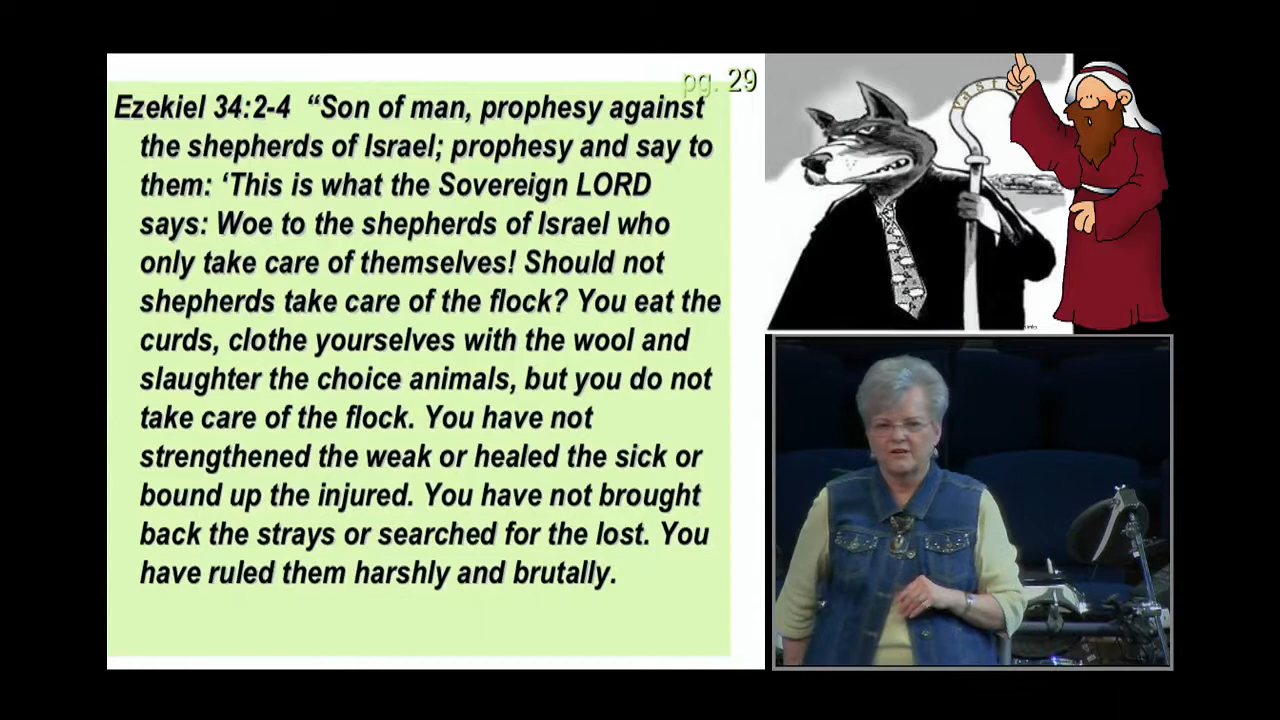 pg. 29
Ezekiel 34:2-4 “Son of man, prophesy against
the shepherds of Israel; prophesy and say to
them: ‘This is what the Sovereign LORD
says: Woe to the shepherds of Israel who
only take care of themselves! Should not
shepherds take care of the flock? You eat the
curds, clothe yourselves with the wool and
slaughter the choice animals, but you do not
take care of the flock. You have not
strengthened the weak or healed the sick or
bound up the injured. You have not brought
back the strays or searched for the lost. You
have ruled them harshly and brutally.